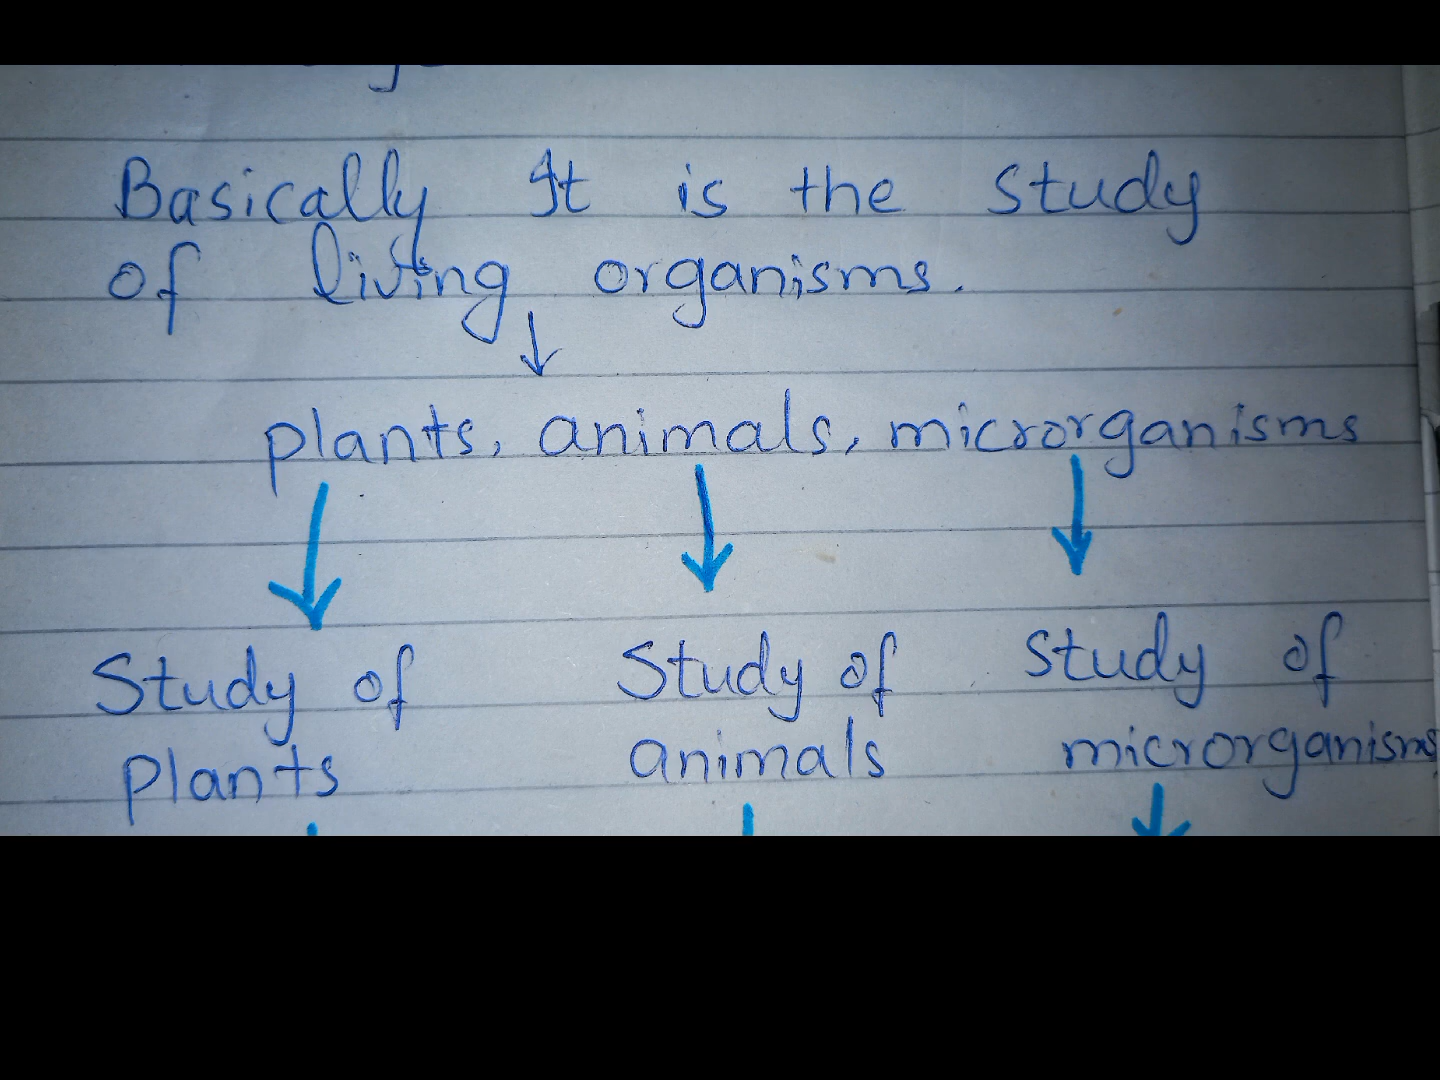 Basically It is the study
of living organisms.
plants, animals, microrganisms
Study of Study of study of
plants animals microrganisms